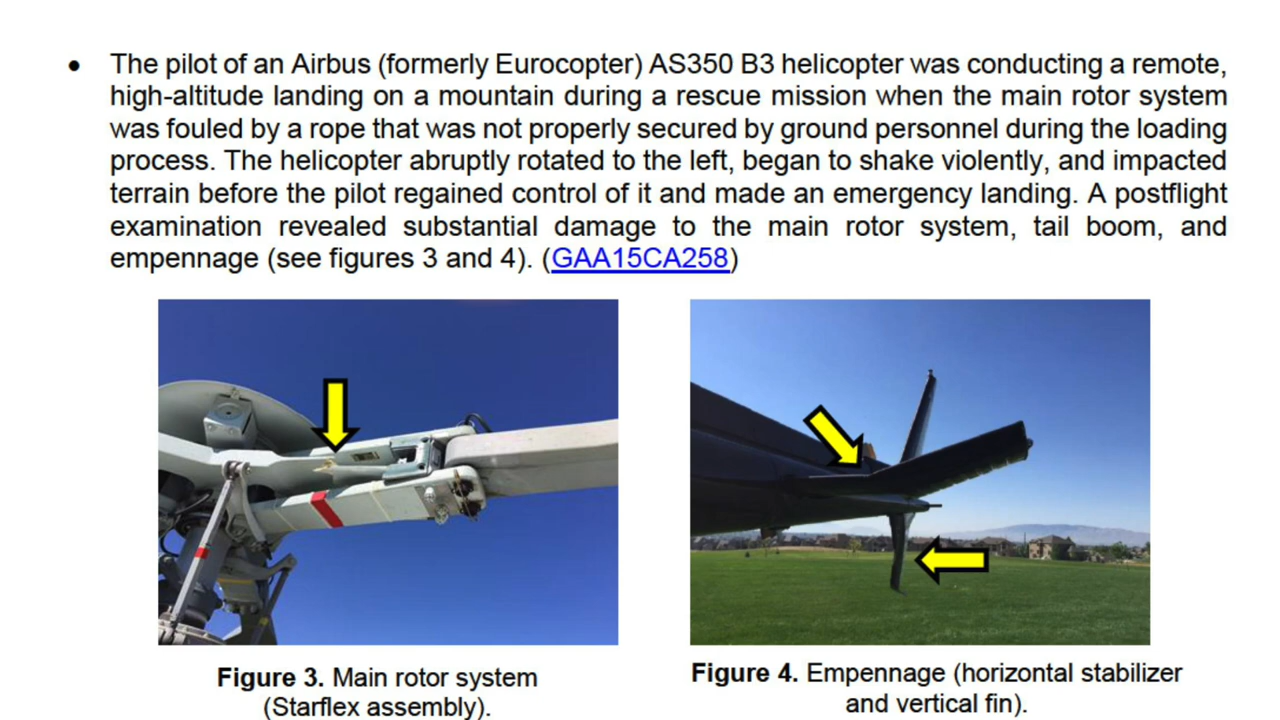 • The pilot of an Airbus (formerly Eurocopter) AS350 B3 helicopter was conducting a remote,
high-altitude landing on a mountain during a rescue mission when the main rotor system
was fouled by a rope that was not properly secured by ground personnel during the loading
process. The helicopter abruptly rotated to the left, began to shake violently, and impacted
terrain before the pilot regained control of it and made an emergency landing. A postflight
examination revealed substantial damage to the main rotor system, tail boom, and
empennage (see figures 3 and 4). (GAA15CA258)
Figure 3. Main rotor system
(Starflex assembly).
Figure 4. Empennage (horizontal stabilizer
and vertical fin).